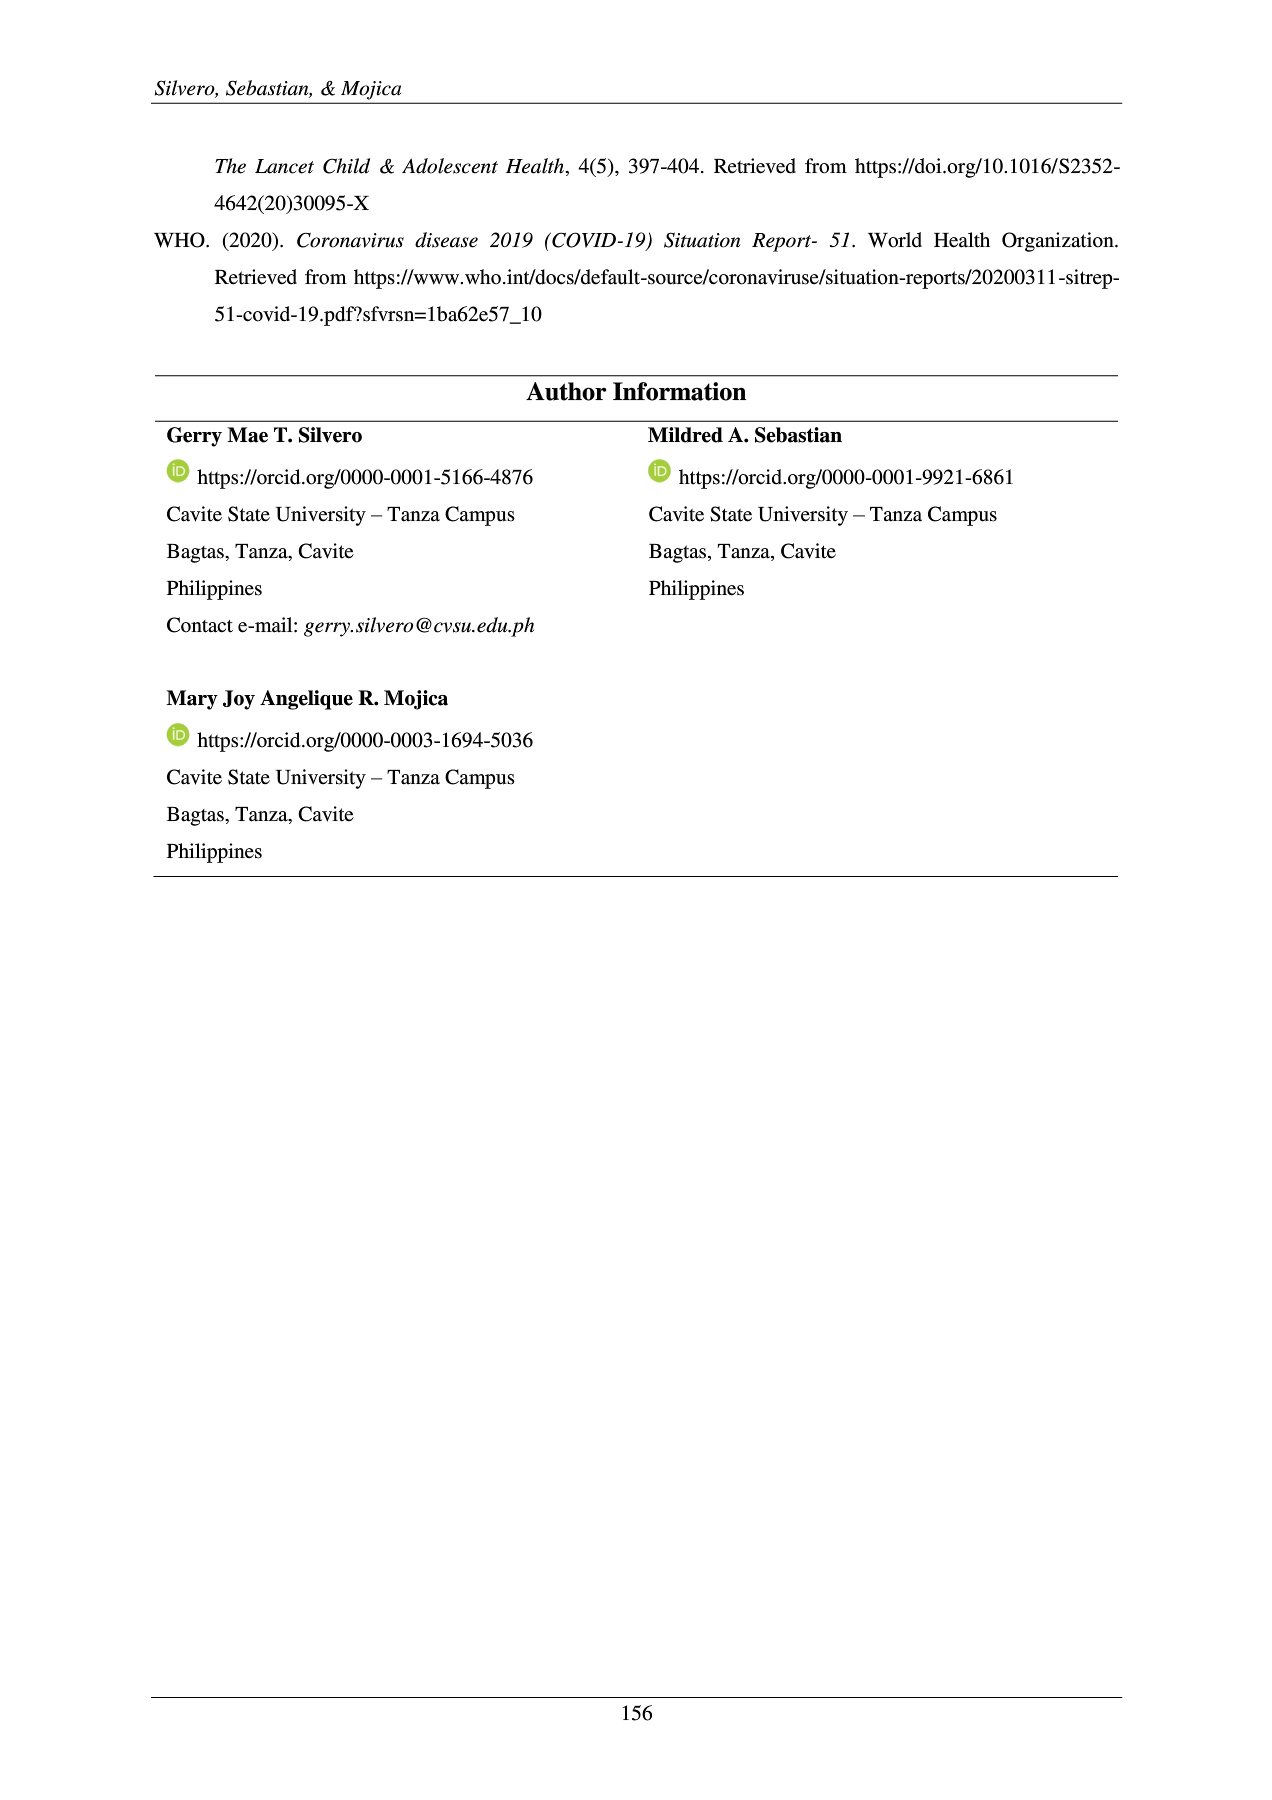 Silvero, Sebastian, & Mojica
The Lancet Child & Adolescent Health, 4(5), 397-404. Retrieved from https://doi.org/10.1016/S2352-
4642(20)30095-X
WHO. (2020). Coronavirus disease 2019 (COVID-19) Situation Report- 51. World Health Organization.
Retrieved from https://www.who.int/docs/default-source/coronaviruse/situation-reports/20200311-sitrep-
51-covid-19.pdf?sfvrsn=1ba62e57_10
Author Information
Gerry Mae T. Silvero
iD https://orcid.org/0000-0001-5166-4876
Cavite State University – Tanza Campus
Bagtas, Tanza, Cavite
Philippines
Contact e-mail: gerry.silvero@cvsu.edu.ph
Mildred A. Sebastian
iD https://orcid.org/0000-0001-9921-6861
Cavite State University – Tanza Campus
Bagtas, Tanza, Cavite
Philippines
Mary Joy Angelique R. Mojica
iD https://orcid.org/0000-0003-1694-5036
Cavite State University – Tanza Campus
Bagtas, Tanza, Cavite
Philippines
156